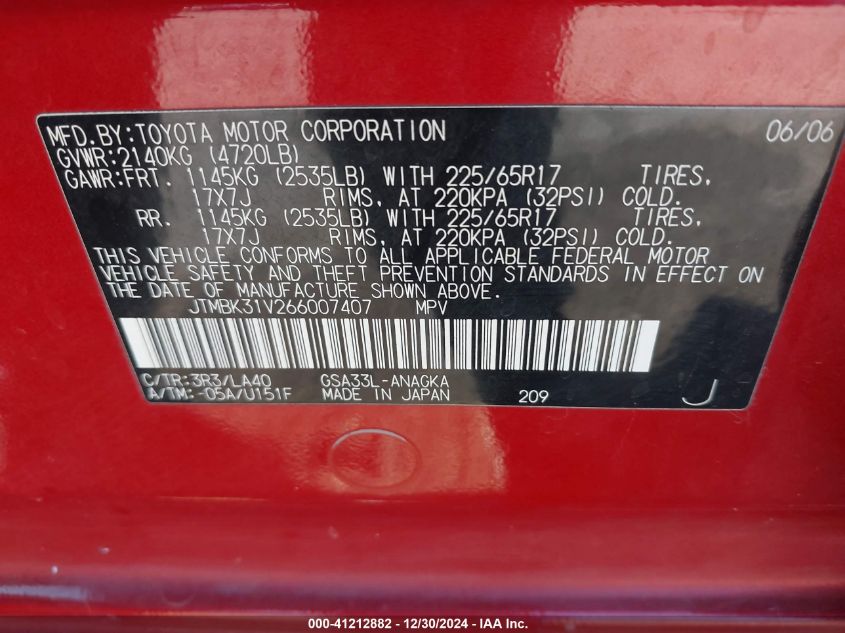 MFD.BY:TOYOTA MOTOR CORPORATION 06/06
GVWR:2140KG (4720LB)
GAWR:FRT. 1145KG (2535LB) WITH 225/65R17 TIRES,
17X7J RIMS, AT 220KPA (32PSI) COLD.
RR. 1145KG (2535LB) WITH 225/65R17 TIRES,
17X7J RIMS, AT 220KPA (32PSI) COLD.
THIS VEHICLE CONFORMS TO ALL APPLICABLE FEDERAL MOTOR
VEHICLE SAFETY AND THEFT PREVENTION STANDARDS IN EFFECT ON
THE DATE OF MANUFACTURE SHOWN ABOVE.
JTMBK31V266007407 MPV
C/TR:3R3/LA40 GSA33L-ANAGKA
A/TM:-05A/U151F MADE IN JAPAN 209 J
000-41212882 - 12/30/2024 - IAA Inc.